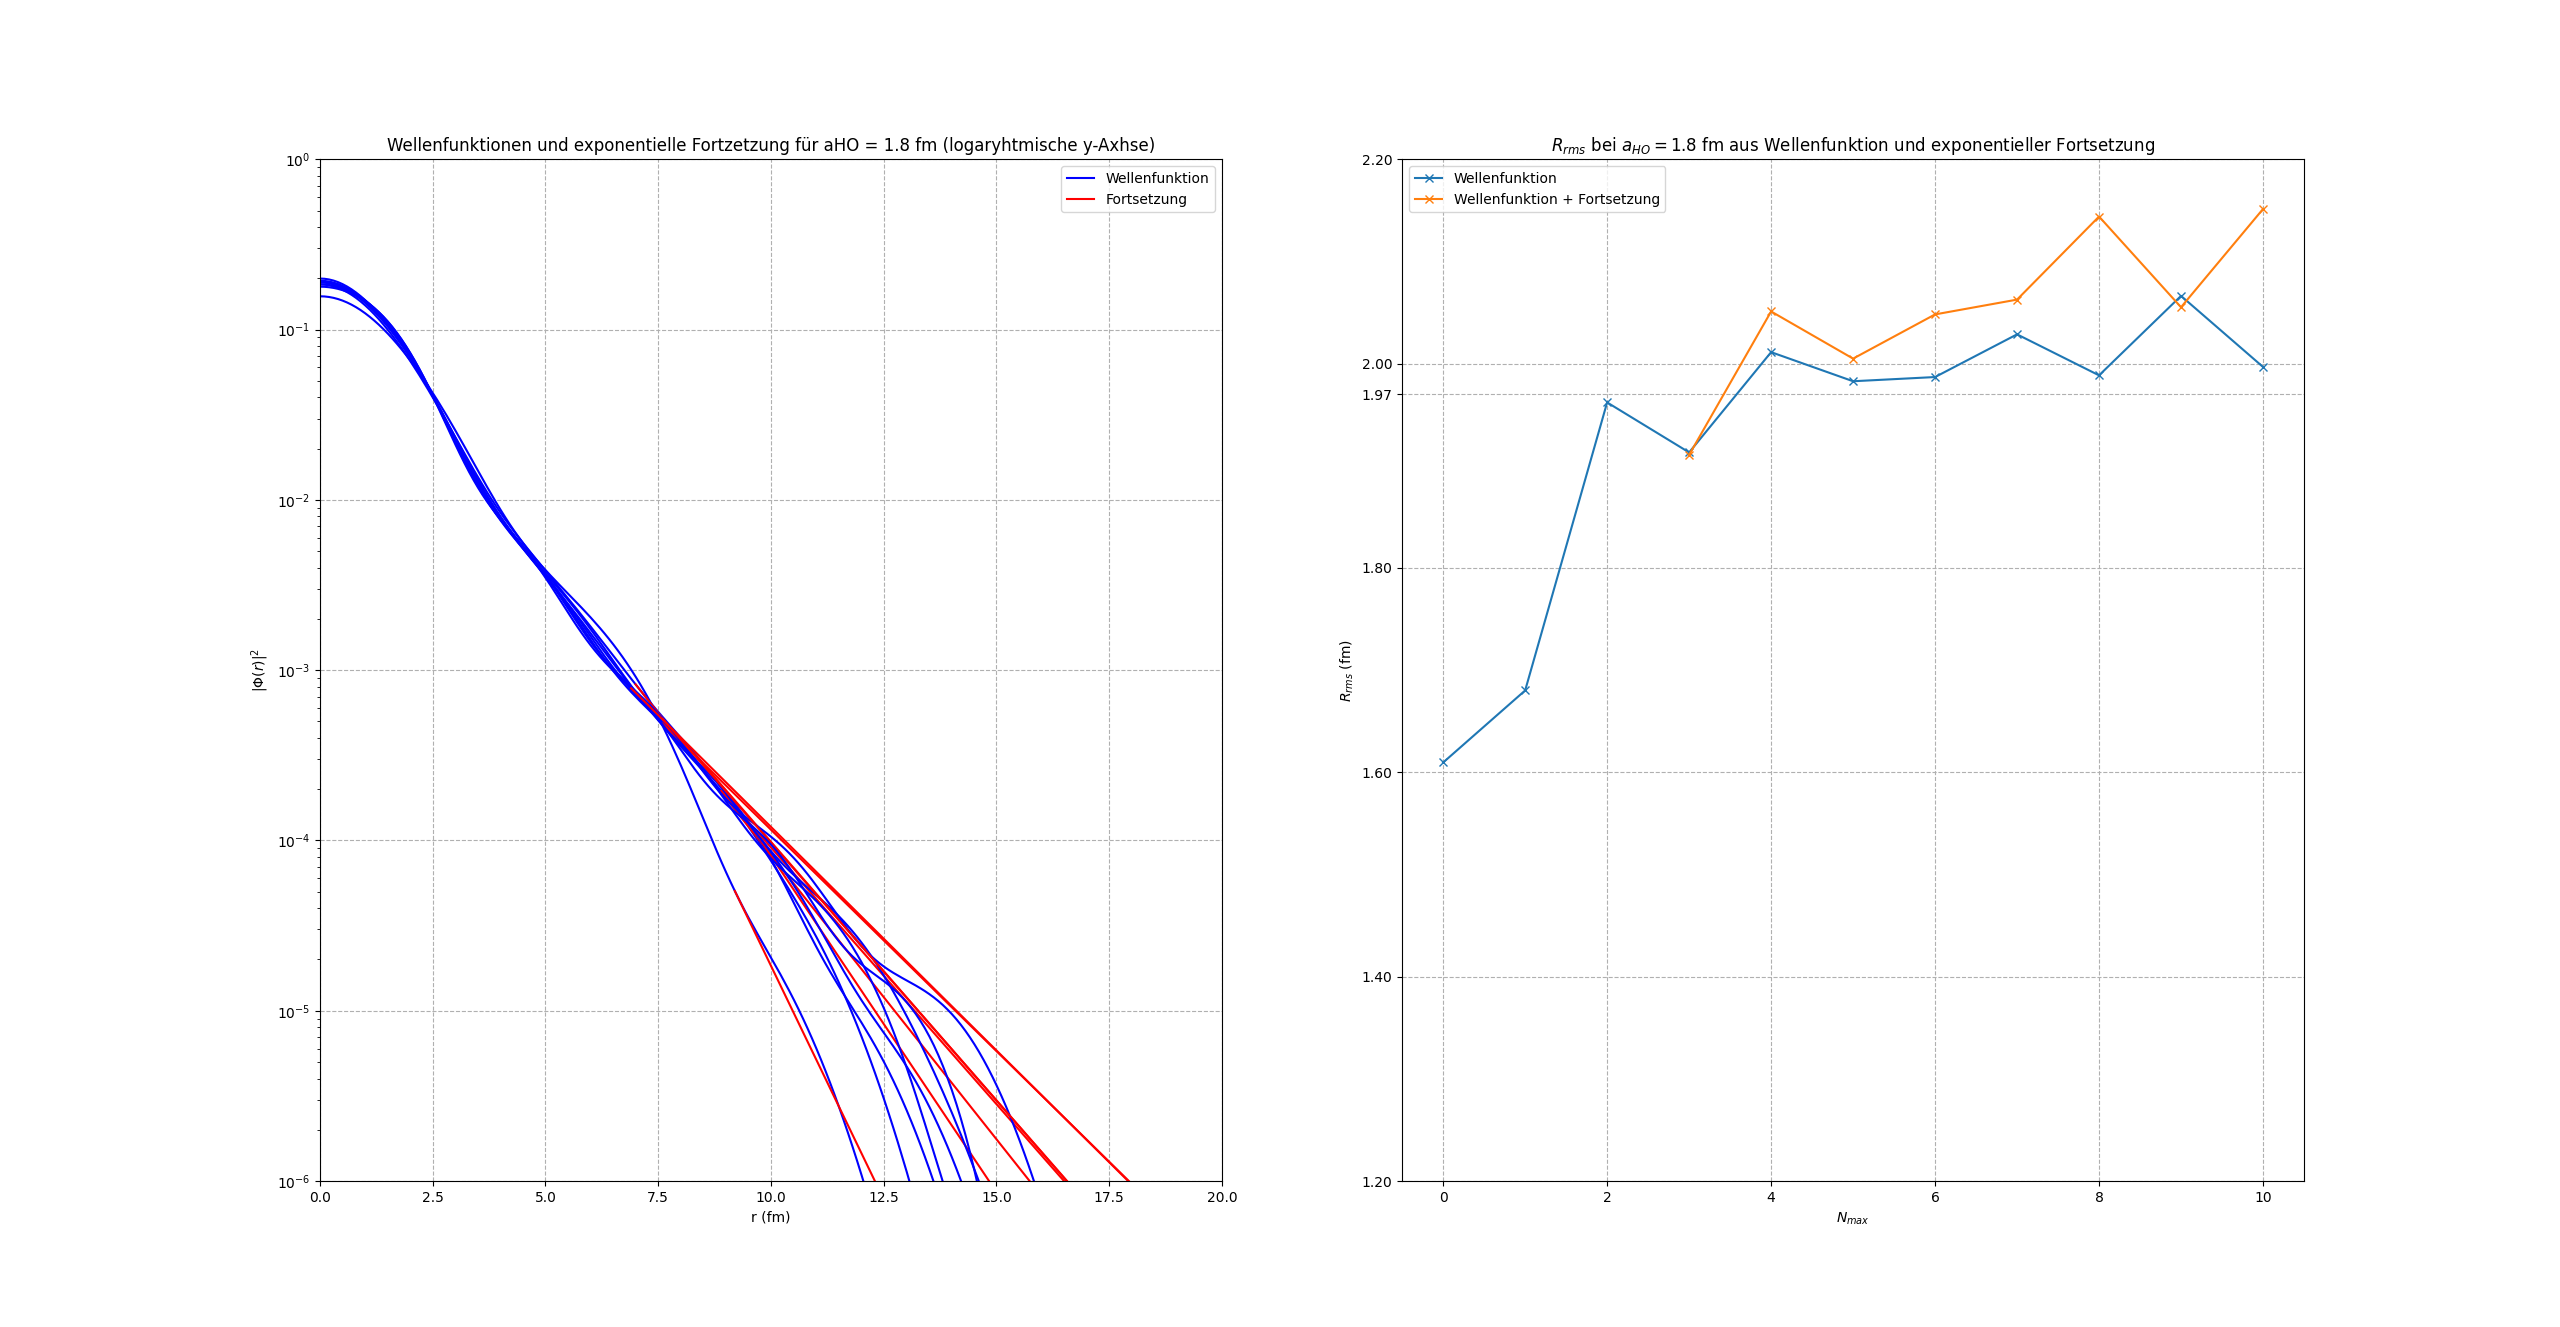 Wellenfunktionen und exponentielle Fortzetzung für aHO = 1.8 fm (logaryhtmische y-Axhse)
Wellenfunktion
Fortsetzung
|Φ(r)|²
10⁰
10⁻¹
10⁻²
10⁻³
10⁻⁴
10⁻⁵
10⁻⁶
0.0 2.5 5.0 7.5 10.0 12.5 15.0 17.5 20.0
r (fm)
R_rms bei a_HO = 1.8 fm aus Wellenfunktion und exponentieller Fortsetzung
Wellenfunktion
Wellenfunktion + Fortsetzung
R_rms (fm)
2.20
2.00
1.97
1.80
1.60
1.40
1.20
0 2 4 6 8 10
N_max